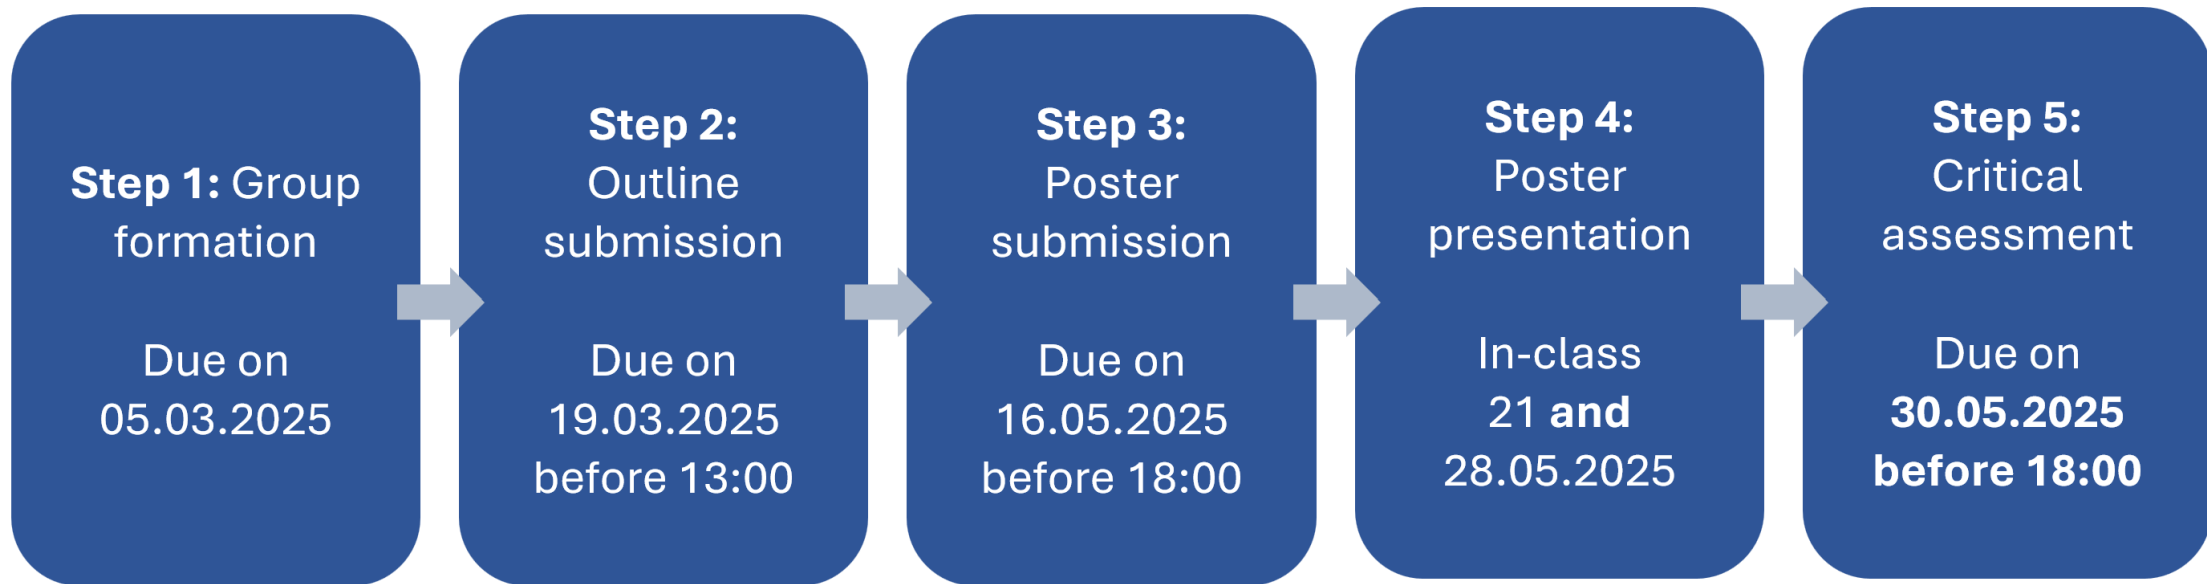 Step 1: Group
formation
Due on
05.03.2025
Step 2:
Outline
submission
Due on
19.03.2025
before 13:00
Step 3:
Poster
submission
Due on
16.05.2025
before 18:00
Step 4:
Poster
presentation
In-class
21 and
28.05.2025
Step 5:
Critical
assessment
Due on
30.05.2025
before 18:00